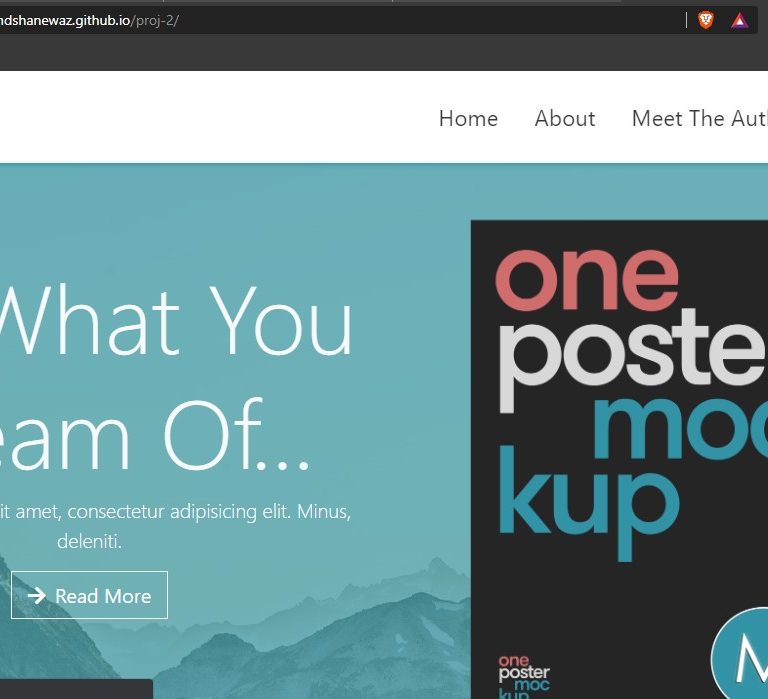 ndshanewaz.github.io/proj-2/
Home About Meet The Auth
What You
eam Of...
it amet, consectetur adipisicing elit. Minus,
deleniti.
Read More
one
poste
moc
kup
one
poster
moc
kup
M